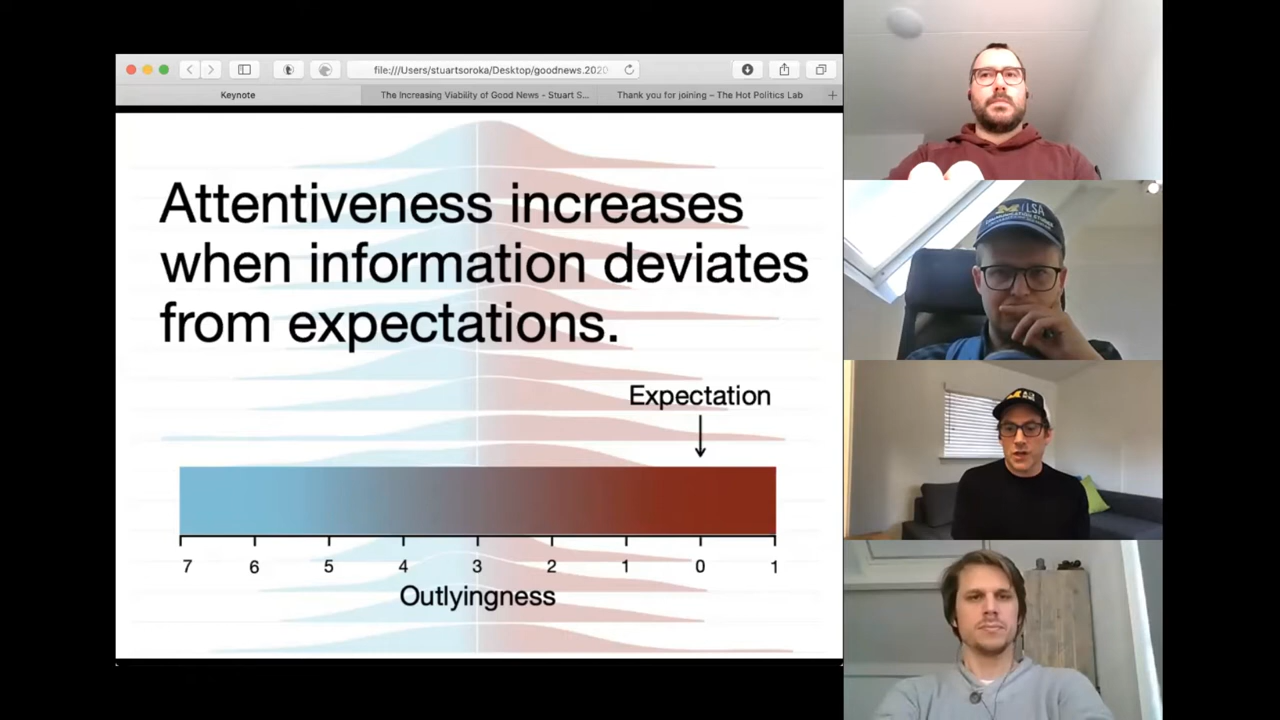 file:///Users/stuartsoroka/Desktop/goodnews.2020
Keynote
The Increasing Viability of Good News - Stuart S...
Thank you for joining – The Hot Politics Lab
Attentiveness increases
when information deviates
from expectations.
Expectation
7 6 5 4 3 2 1 0 1
Outlyingness
M LSA